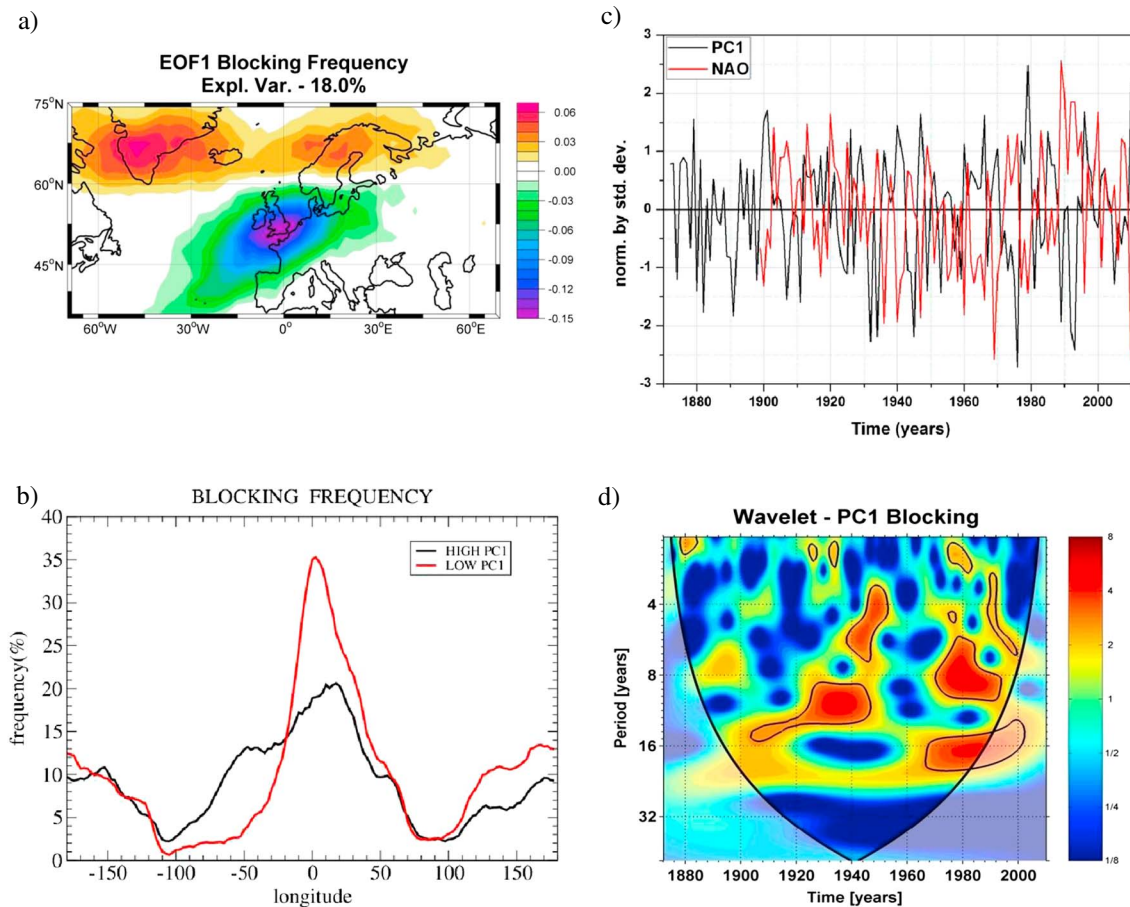 a)
EOF1 Blocking Frequency
Expl. Var. - 18.0%
75°N
60°N
45°N
60°W
30°W
0°
30°E
60°E
0.06
0.03
0.00
-0.03
-0.06
-0.09
-0.12
-0.15
c)
PC1
NAO
norm. by std. dev.
3
2
1
0
-1
-2
-3
1880
1900
1920
1940
1960
1980
2000
Time (years)
b)
BLOCKING FREQUENCY
HIGH PC1
LOW PC1
frequency(%)
40
35
30
25
20
15
10
5
0
-150
-100
-50
0
50
100
150
longitude
d)
Wavelet - PC1 Blocking
Period [years]
4
8
16
32
1880
1900
1920
1940
1960
1980
2000
Time [years]
8
4
2
1
1/2
1/4
1/8